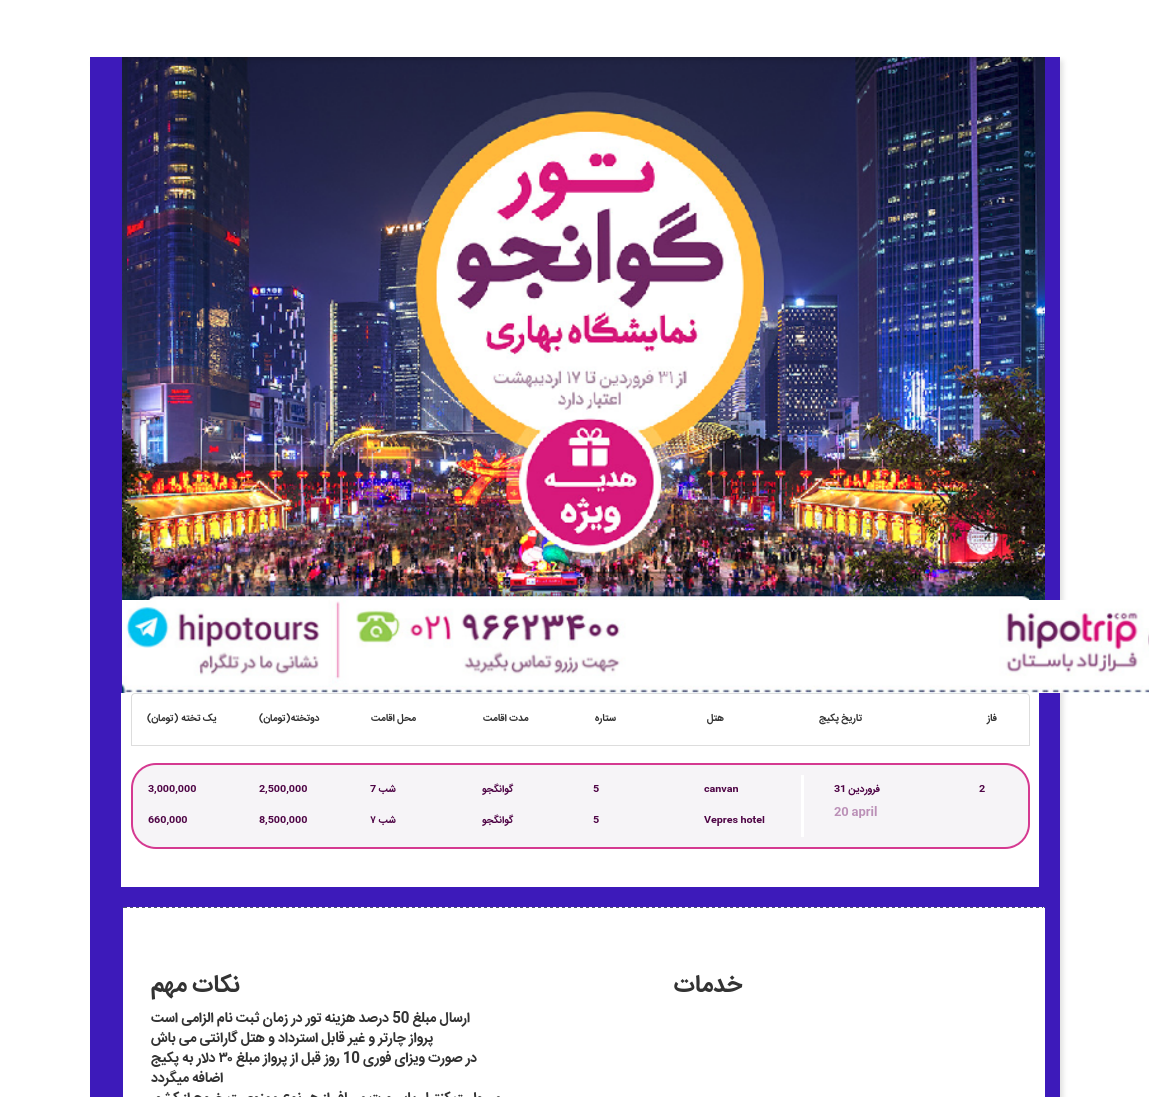 تور
گوانجو
نمایشگاه بهاری
از ۳۱ فروردین تا ۱۷ اردیبهشت
اعتبار دارد
هدیه
ویژه
hipotrip.com
فرازلاد باستان
۰۲۱ ۹۶۶۲۳۴۰۰
جهت رزرو تماس بگیرید
hipotours
نشانی ما در تلگرام
فاز تاریخ پکیج هتل ستاره مدت اقامت محل اقامت دوتخته(تومان) یک تخته (تومان)
2 31 فروردین canvan 5 گوانگجو 7 شب 2,500,000 3,000,000
20 april
Vepres hotel 5 گوانگجو ۷ شب 8,500,000 660,000
خدمات
نکات مهم
ارسال مبلغ 50 درصد هزینه تور در زمان ثبت نام الزامی است
پرواز چارتر و غیر قابل استرداد و هتل گارانتی می باش
در صورت ویزای فوری 10 روز قبل از پرواز مبلغ ۳۰ دلار به پکیج
اضافه میگردد